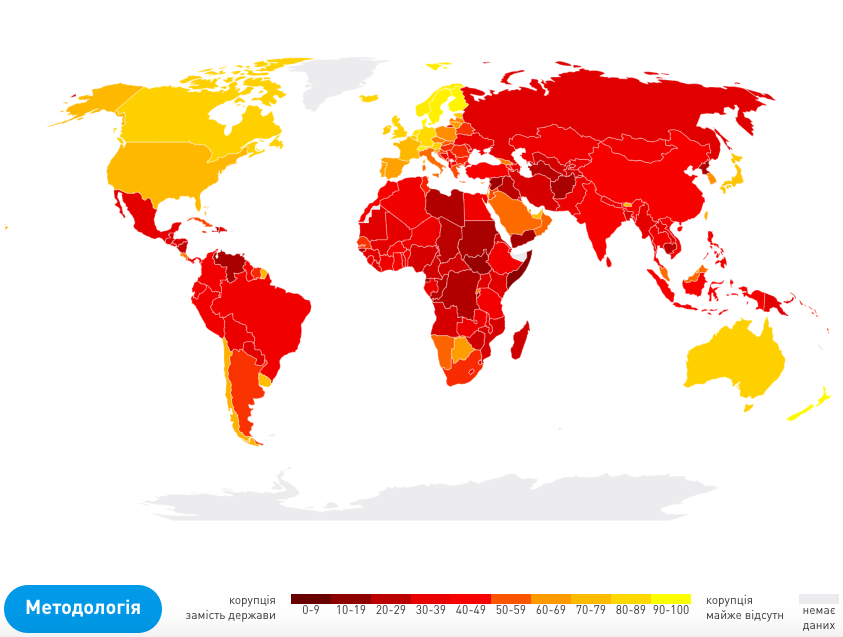 Методологія
корупція
замість держави
0-9 10-19 20-29 30-39 40-49 50-59 60-69 70-79 80-89 90-100
корупція
майже відсутн
немає
даних